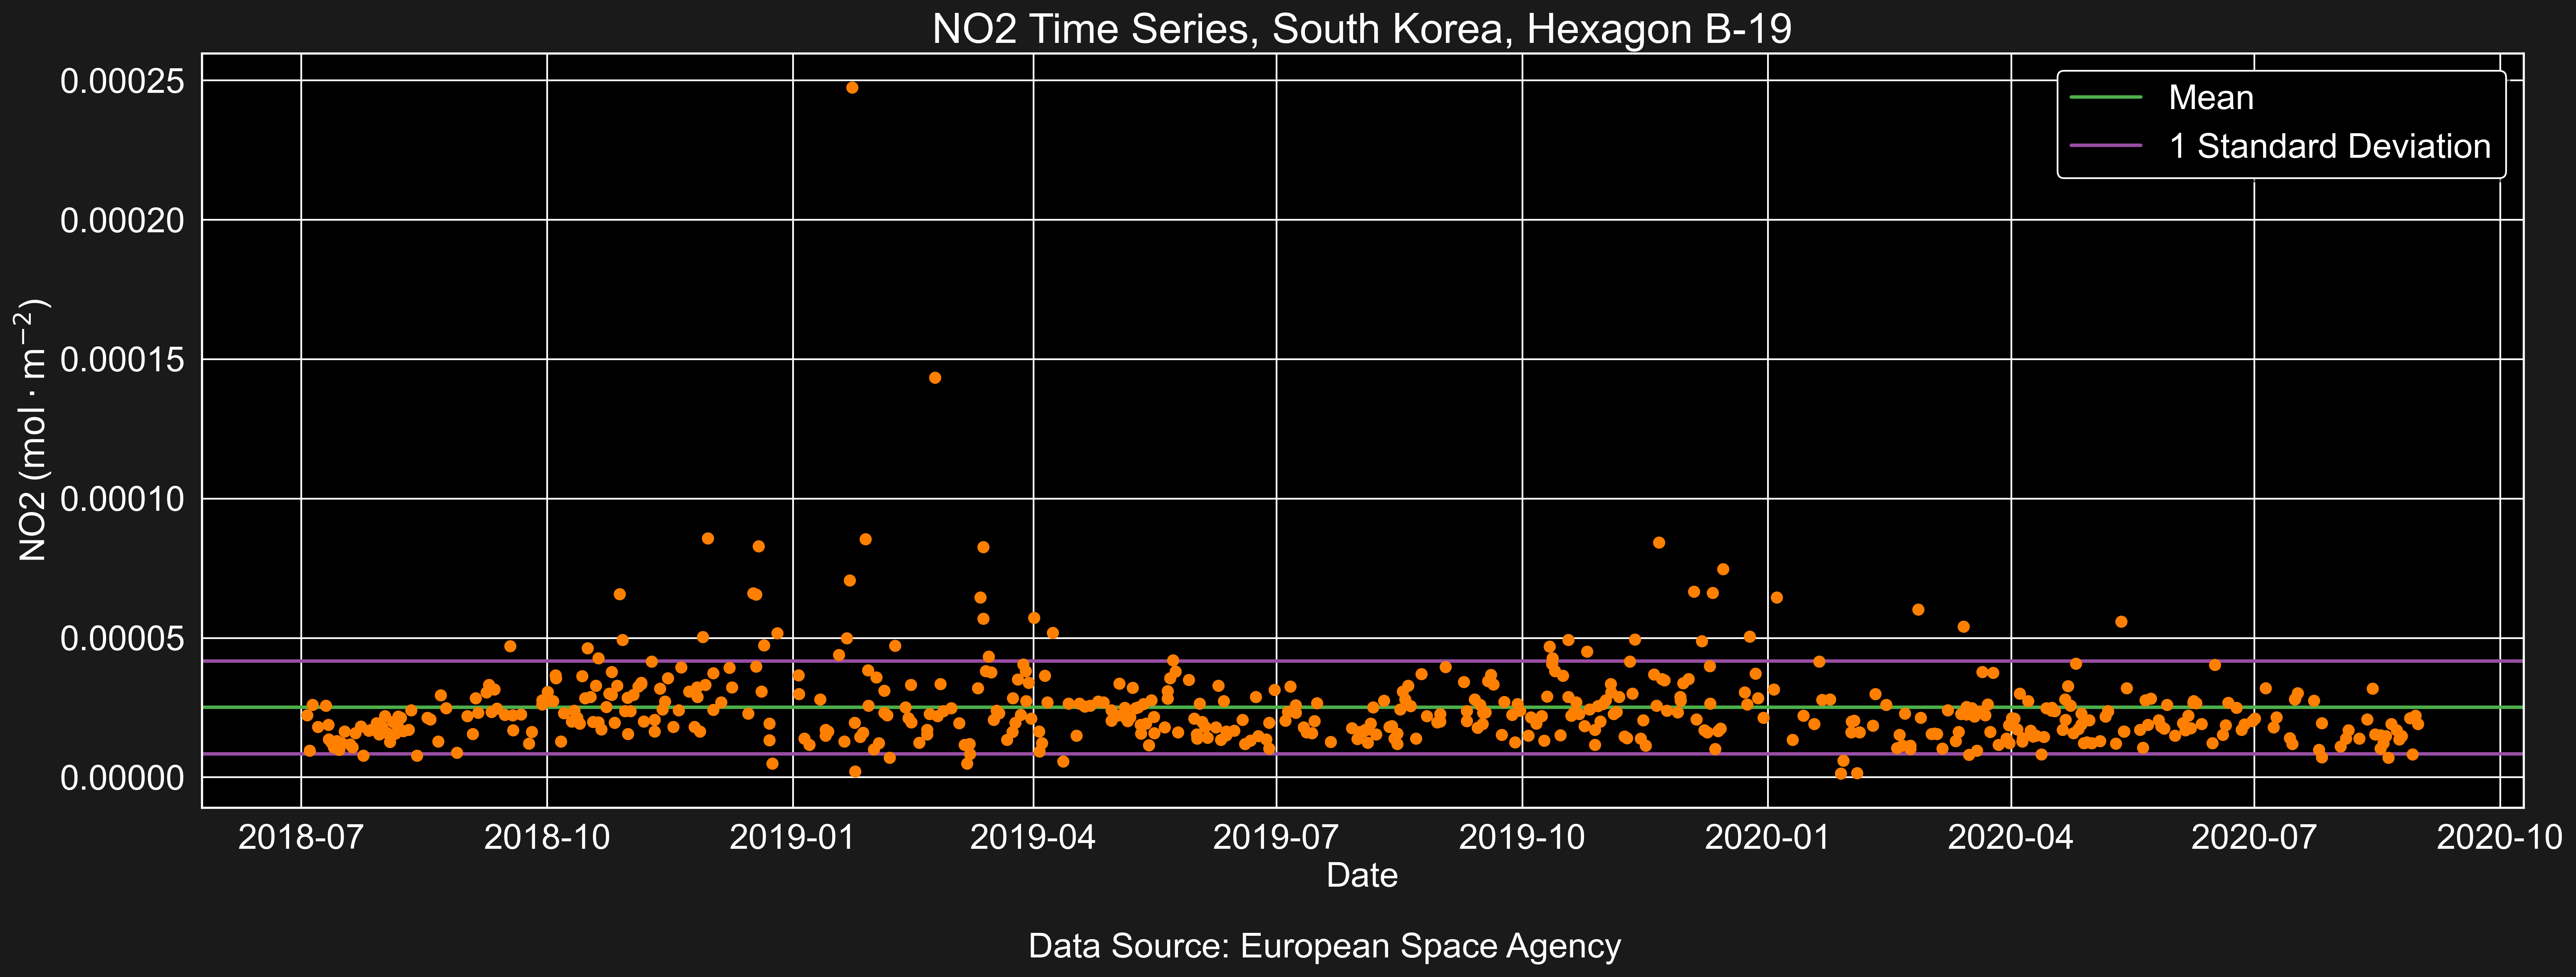 NO2 Time Series, South Korea, Hexagon B-19
0.00025
0.00020
0.00015
0.00010
0.00005
0.00000
NO2 (mol · m⁻²)
Mean
1 Standard Deviation
2018-07 2018-10 2019-01 2019-04 2019-07 2019-10 2020-01 2020-04 2020-07 2020-10
Date
Data Source: European Space Agency